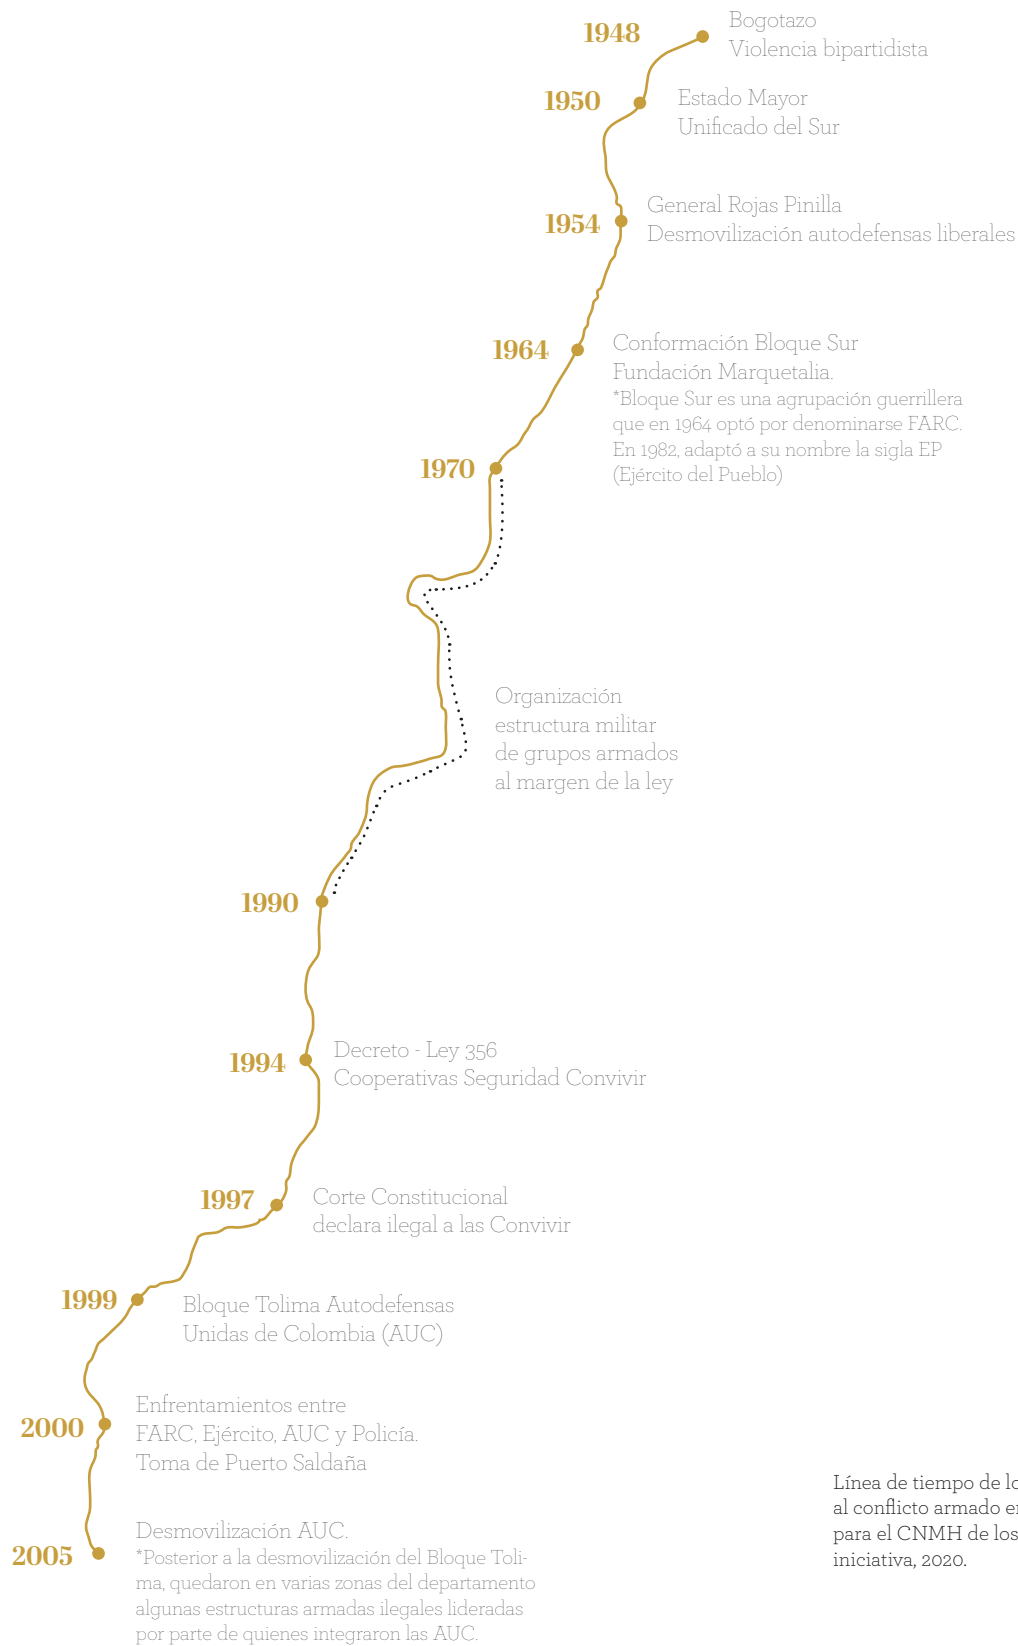 1948
Bogotazo
Violencia bipartidista
1950
Estado Mayor
Unificado del Sur
1954
General Rojas Pinilla
Desmovilización autodefensas liberales
1964
Conformación Bloque Sur
Fundación Marquetalia.
*Bloque Sur es una agrupación guerrillera
que en 1964 optó por denominarse FARC.
En 1982, adaptó a su nombre la sigla EP
(Ejército del Pueblo)
1970
Organización
estructura militar
de grupos armados
al margen de la ley
1990
1994
Decreto - Ley 356
Cooperativas Seguridad Convivir
1997
Corte Constitucional
declara ilegal a las Convivir
1999
Bloque Tolima Autodefensas
Unidas de Colombia (AUC)
2000
Enfrentamientos entre
FARC, Ejército, AUC y Policía.
Toma de Puerto Saldaña
2005
Desmovilización AUC.
*Posterior a la desmovilización del Bloque Toli-
ma, quedaron en varias zonas del departamento
algunas estructuras armadas ilegales lideradas
por parte de quienes integraron las AUC.
Línea de tiempo de
al conflicto armado
para el CNMH de los
iniciativa, 2020.